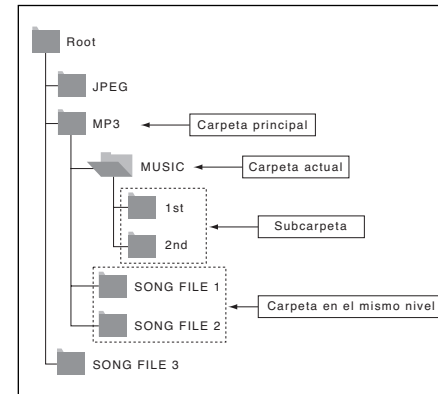 Root
JPEG
MP3
Carpeta principal
MUSIC
Carpeta actual
1st
Subcarpeta
2nd
SONG FILE 1
Carpeta en el mismo nivel
SONG FILE 2
SONG FILE 3